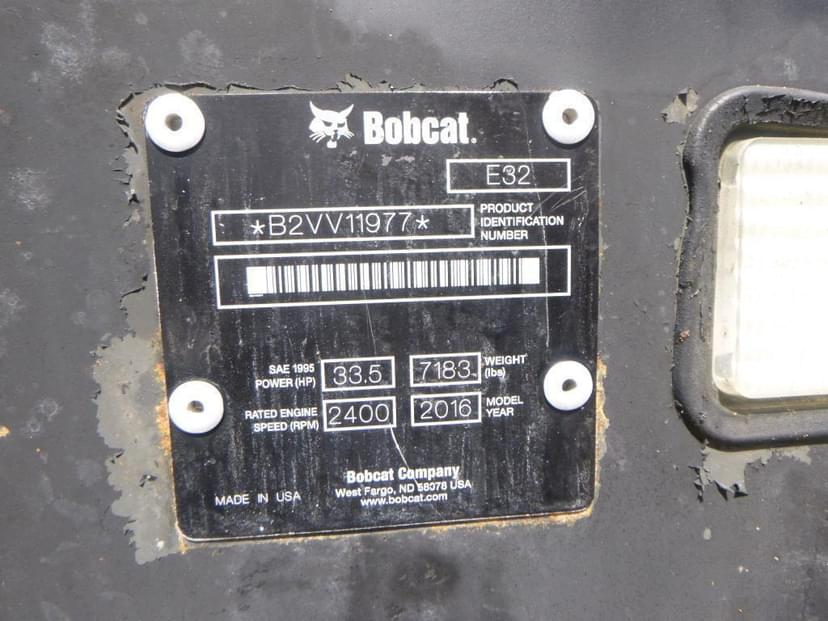 Bobcat.
E32
*B2VV11977*
PRODUCT
IDENTIFICATION
NUMBER
SAE 1995
POWER (HP)
33.5
7183
WEIGHT
(lbs)
RATED ENGINE
SPEED (RPM)
2400
2016
MODEL
YEAR
Bobcat Company
West Fargo, ND 58078 USA
www.bobcat.com
MADE IN USA